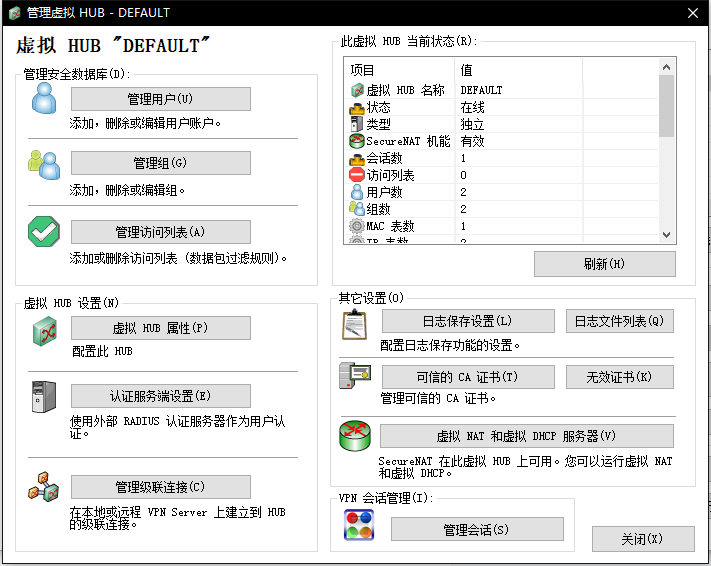 管理虚拟 HUB - DEFAULT
虚拟 HUB "DEFAULT"
管理安全数据库(D):
管理用户(U)
添加, 删除或编辑用户账户。
管理组(G)
添加, 删除或编辑组。
管理访问列表(A)
添加或删除访问列表 (数据包过滤规则)。
虚拟 HUB 设置(N)
虚拟 HUB 属性(P)
配置此 HUB
认证服务端设置(E)
使用外部 RADIUS 认证服务器作为用户认
证。
管理级联连接(C)
在本地或远程 VPN Server 上建立到 HUB
的级联连接。
此虚拟 HUB 当前状态(R):
项目 值
虚拟 HUB 名称 DEFAULT
状态 在线
类型 独立
SecureNAT 机能 有效
会话数 1
访问列表 0
用户数 2
组数 2
MAC 表数 1
IP 表数 2
刷新(H)
其它设置(O)
日志保存设置(L) 日志文件列表(Q)
配置日志保存功能的设置。
可信的 CA 证书(T) 无效证书(K)
管理可信的 CA 证书。
虚拟 NAT 和虚拟 DHCP 服务器(V)
SecureNAT 在此虚拟 HUB 上可用。您可以运行虚拟 NAT
和虚拟 DHCP。
VPN 会话管理(I):
管理会话(S)
关闭(X)